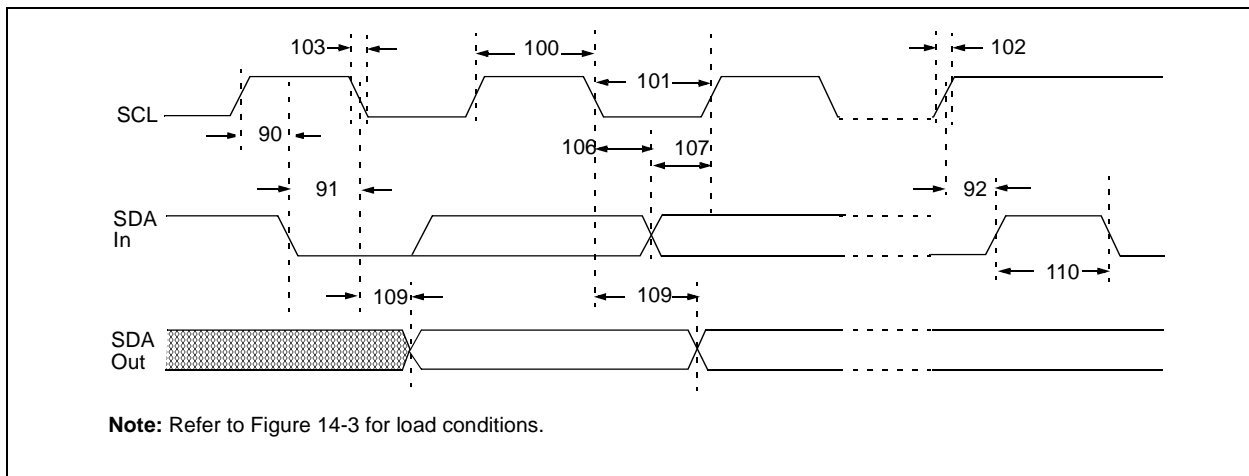 103
100
102
101
SCL
90
106
107
91
92
SDA
In
109
109
110
SDA
Out
Note: Refer to Figure 14-3 for load conditions.